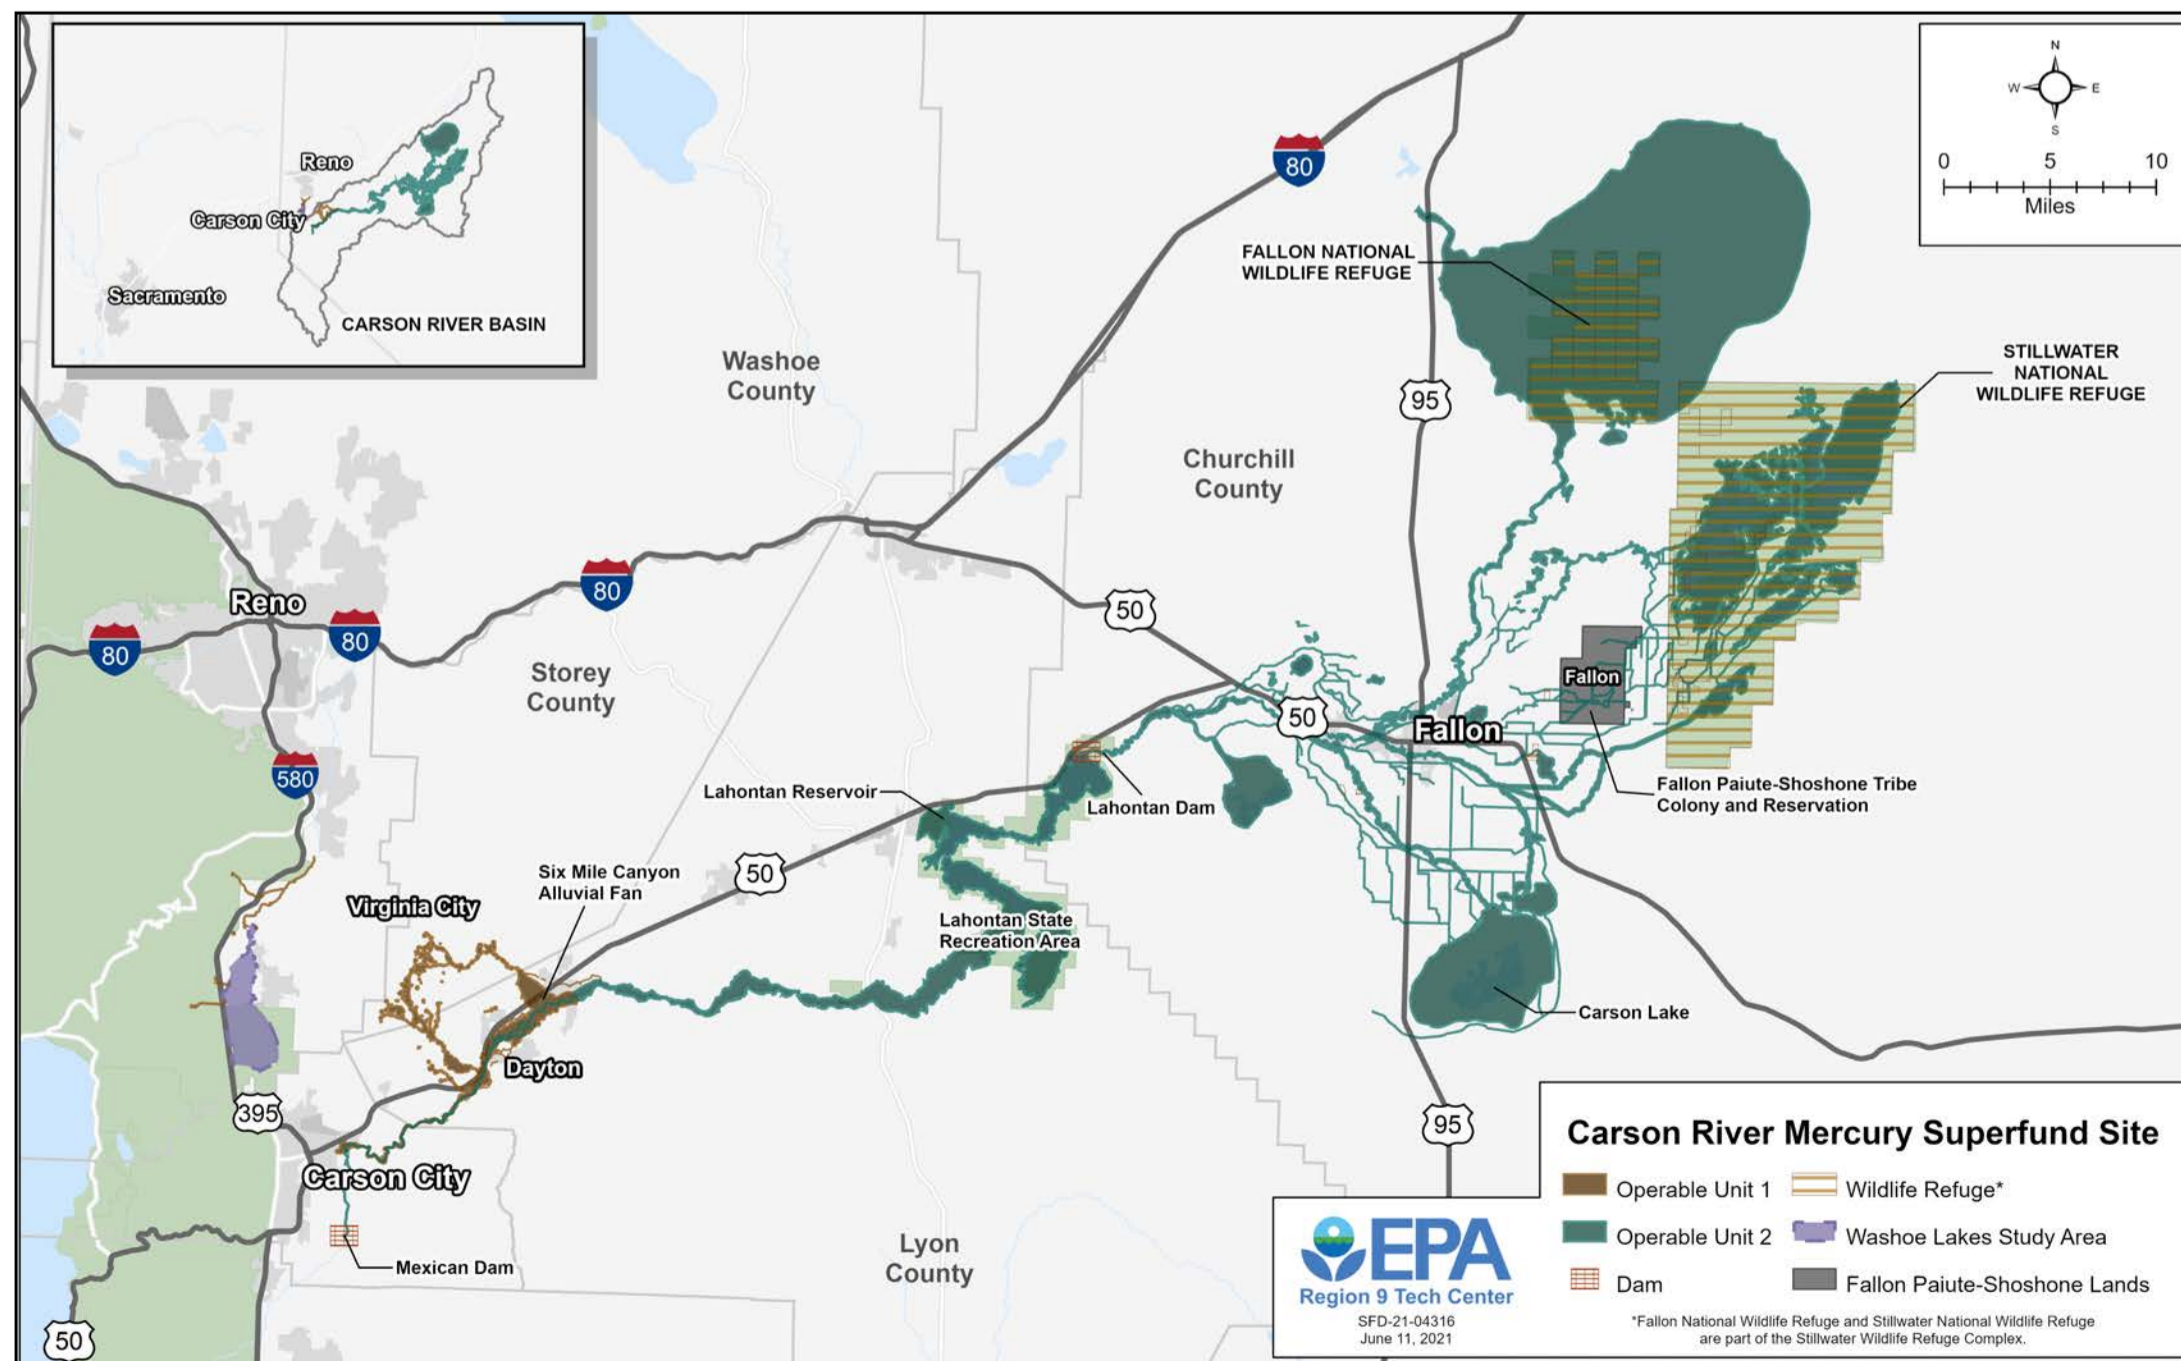 Reno
Carson City
Sacramento
CARSON RIVER BASIN
N
W
E
S
0 5 10
Miles
80
FALLON NATIONAL
WILDLIFE REFUGE
STILLWATER
NATIONAL
WILDLIFE REFUGE
Washoe
County
95
Churchill
County
80
50
Reno
80
80
Storey
County
Fallon
50
Fallon
580
Lahontan Reservoir
Lahontan Dam
Fallon Paiute-Shoshone Tribe
Colony and Reservation
50
Six Mile Canyon
Alluvial Fan
Virginia City
Lahontan State
Recreation Area
Carson Lake
Dayton
395
95
Carson City
Mexican Dam
Lyon
County
50
Carson River Mercury Superfund Site
Operable Unit 1
Wildlife Refuge*
Operable Unit 2
Washoe Lakes Study Area
Dam
Fallon Paiute-Shoshone Lands
*Fallon National Wildlife Refuge and Stillwater National Wildlife Refuge
are part of the Stillwater Wildlife Refuge Complex.
EPA
Region 9 Tech Center
SFD-21-04316
June 11, 2021